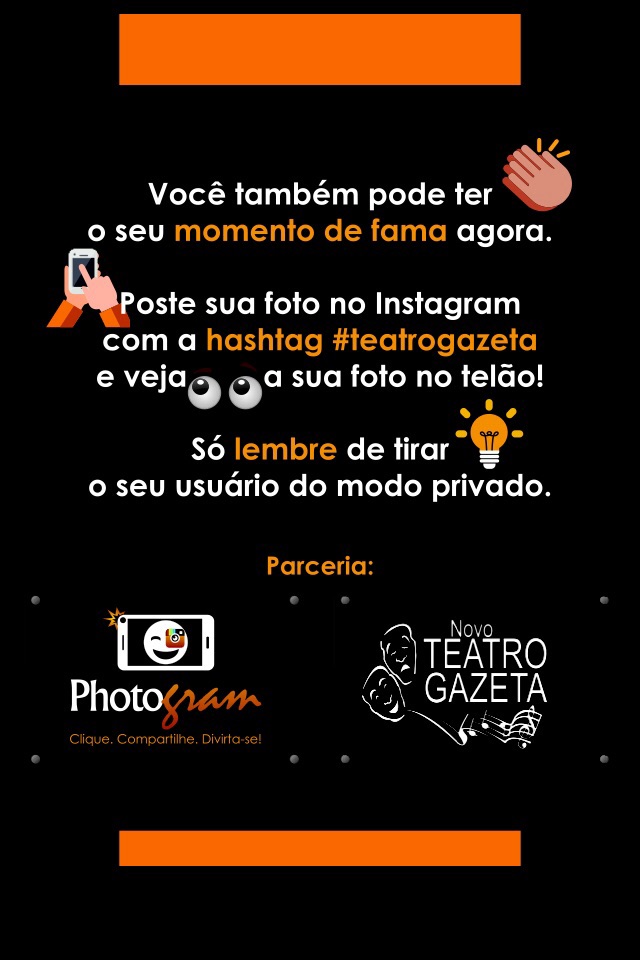 Você também pode ter
o seu momento de fama agora.
Poste sua foto no Instagram
com a hashtag #teatrogazeta
e veja a sua foto no telão!
Só lembre de tirar
o seu usuário do modo privado.
Parceria:
Photogram
Clique. Compartilhe. Divirta-se!
Novo
TEATRO
GAZETA